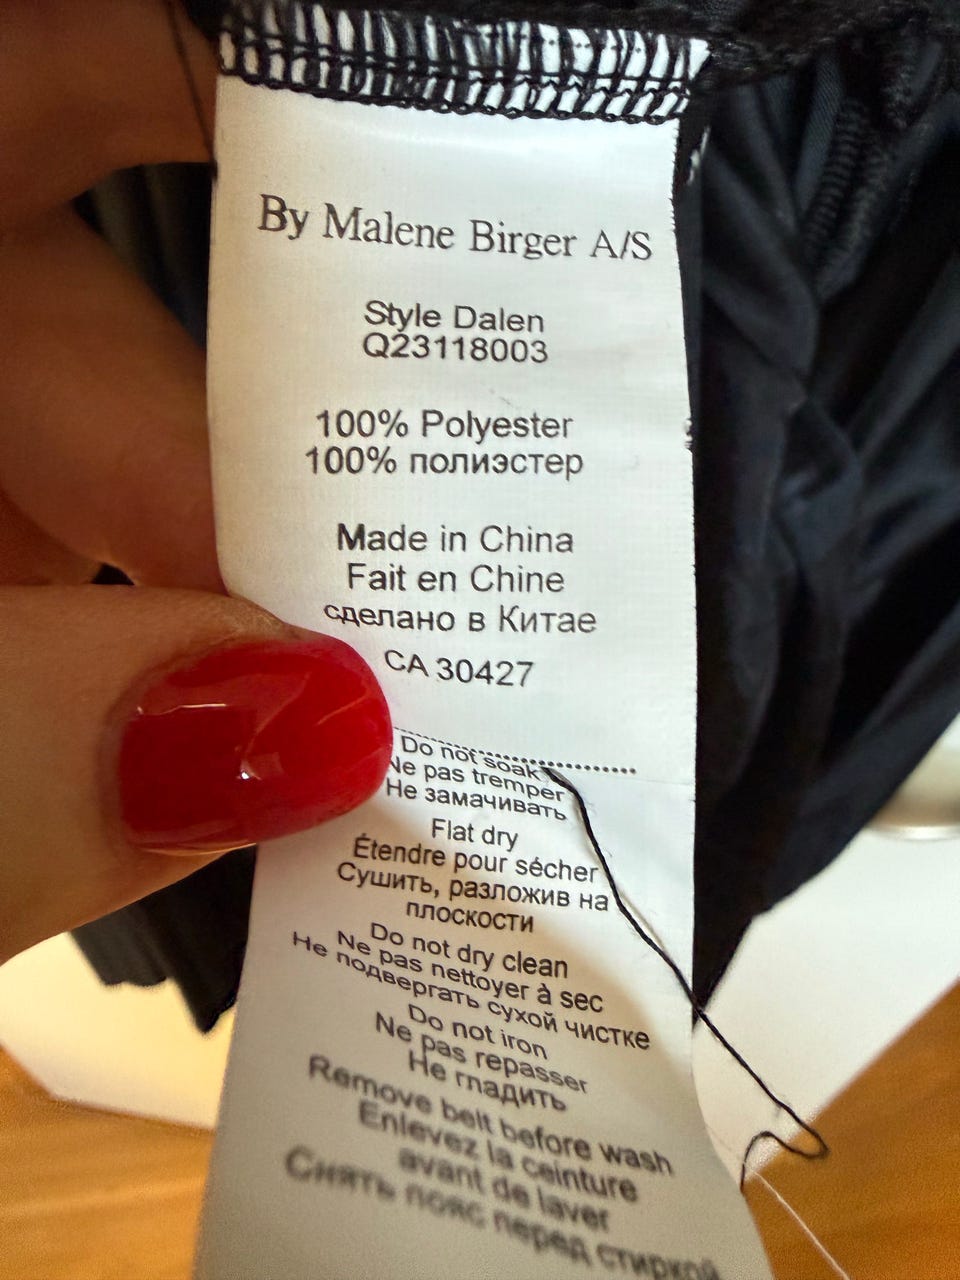 By Malene Birger A/S
Style Dalen
Q23118003
100% Polyester
100% полиэстер
Made in China
Fait en Chine
сделано в Китае
CA 30427
Do not soak
Ne pas tremper
Не замачивать
Flat dry
Étendre pour sécher
Сушить, разложив на
плоскости
Do not dry clean
Ne pas nettoyer à sec
Не подвергать сухой чистке
Do not iron
Ne pas repasser
Не гладить
Remove belt before wash
Enlevez la ceinture
avant de laver
Снять пояс перед стиркой